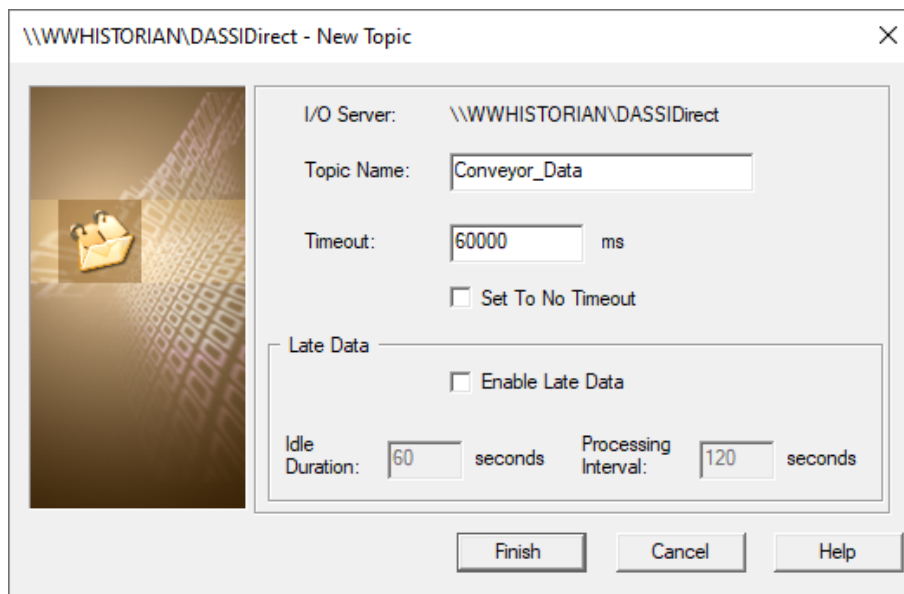 \\WWHISTORIAN\DASSIDirect - New Topic
I/O Server: \\WWHISTORIAN\DASSIDirect
Topic Name: Conveyor_Data
Timeout: 60000 ms
Set To No Timeout
Late Data
Enable Late Data
Idle Duration: 60 seconds Processing Interval: 120 seconds
Finish Cancel Help